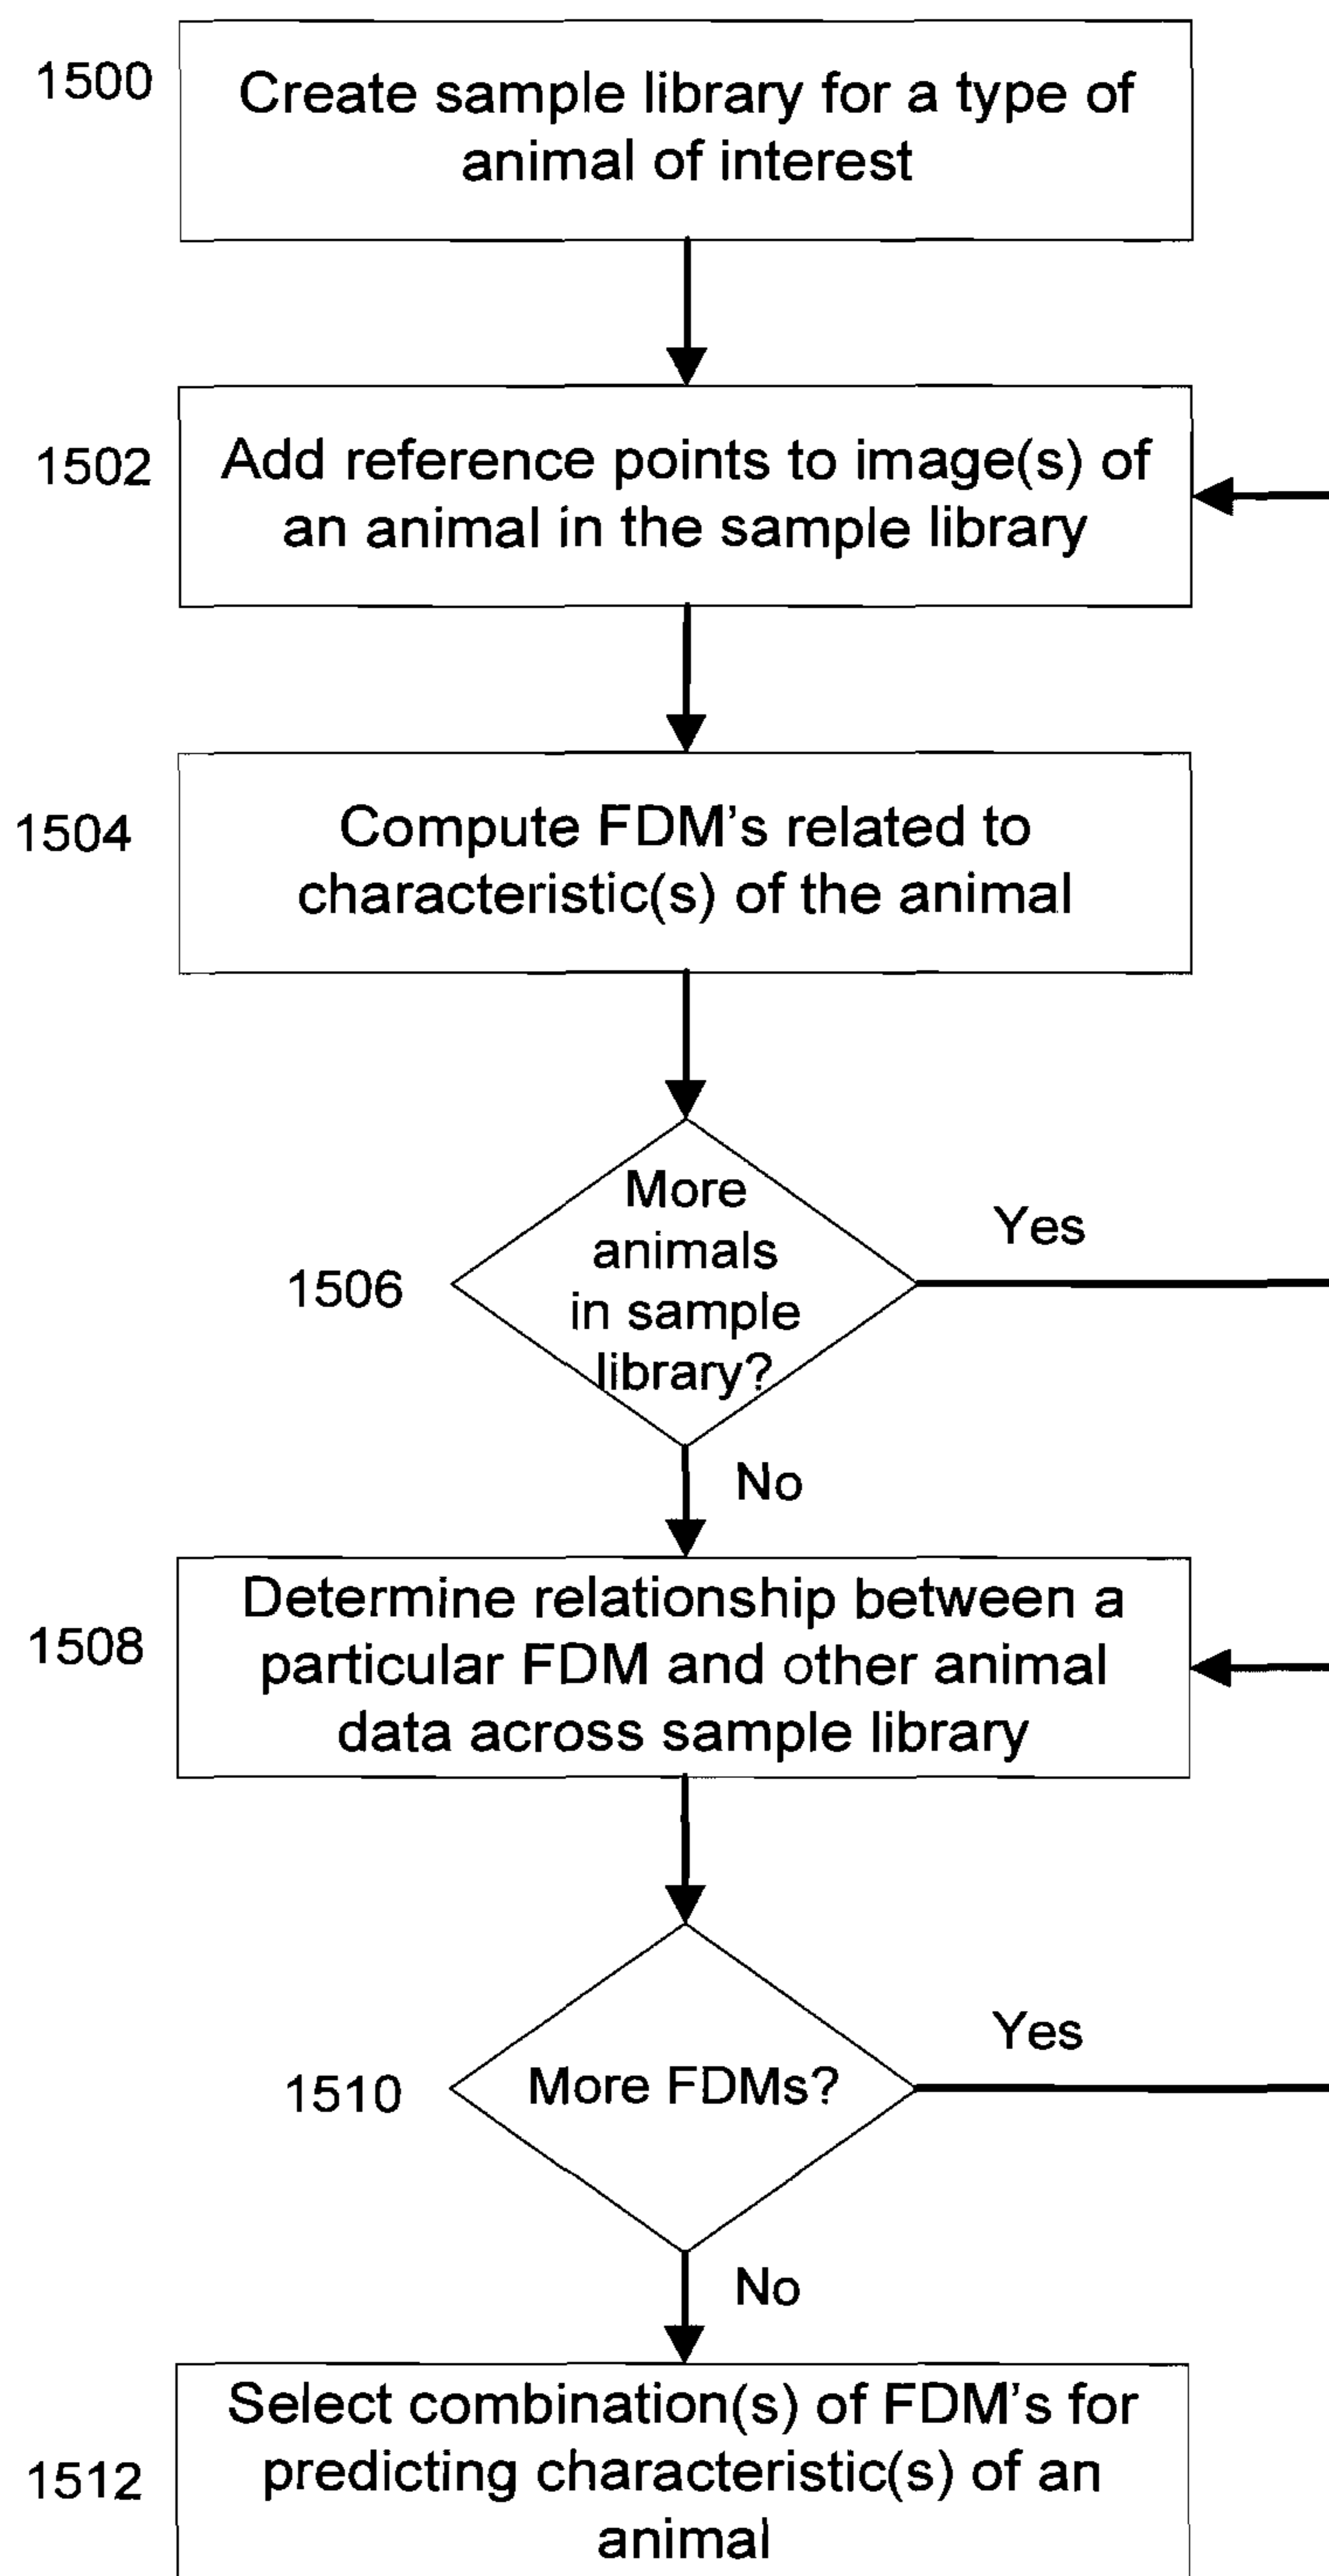 1500
Create sample library for a type of
animal of interest
1502
Add reference points to image(s) of
an animal in the sample library
1504
Compute FDM's related to
characteristic(s) of the animal
1506
More
animals
in sample
library?
Yes
No
1508
Determine relationship between a
particular FDM and other animal
data across sample library
1510
More FDMs?
Yes
No
1512
Select combination(s) of FDM's for
predicting characteristic(s) of an
animal